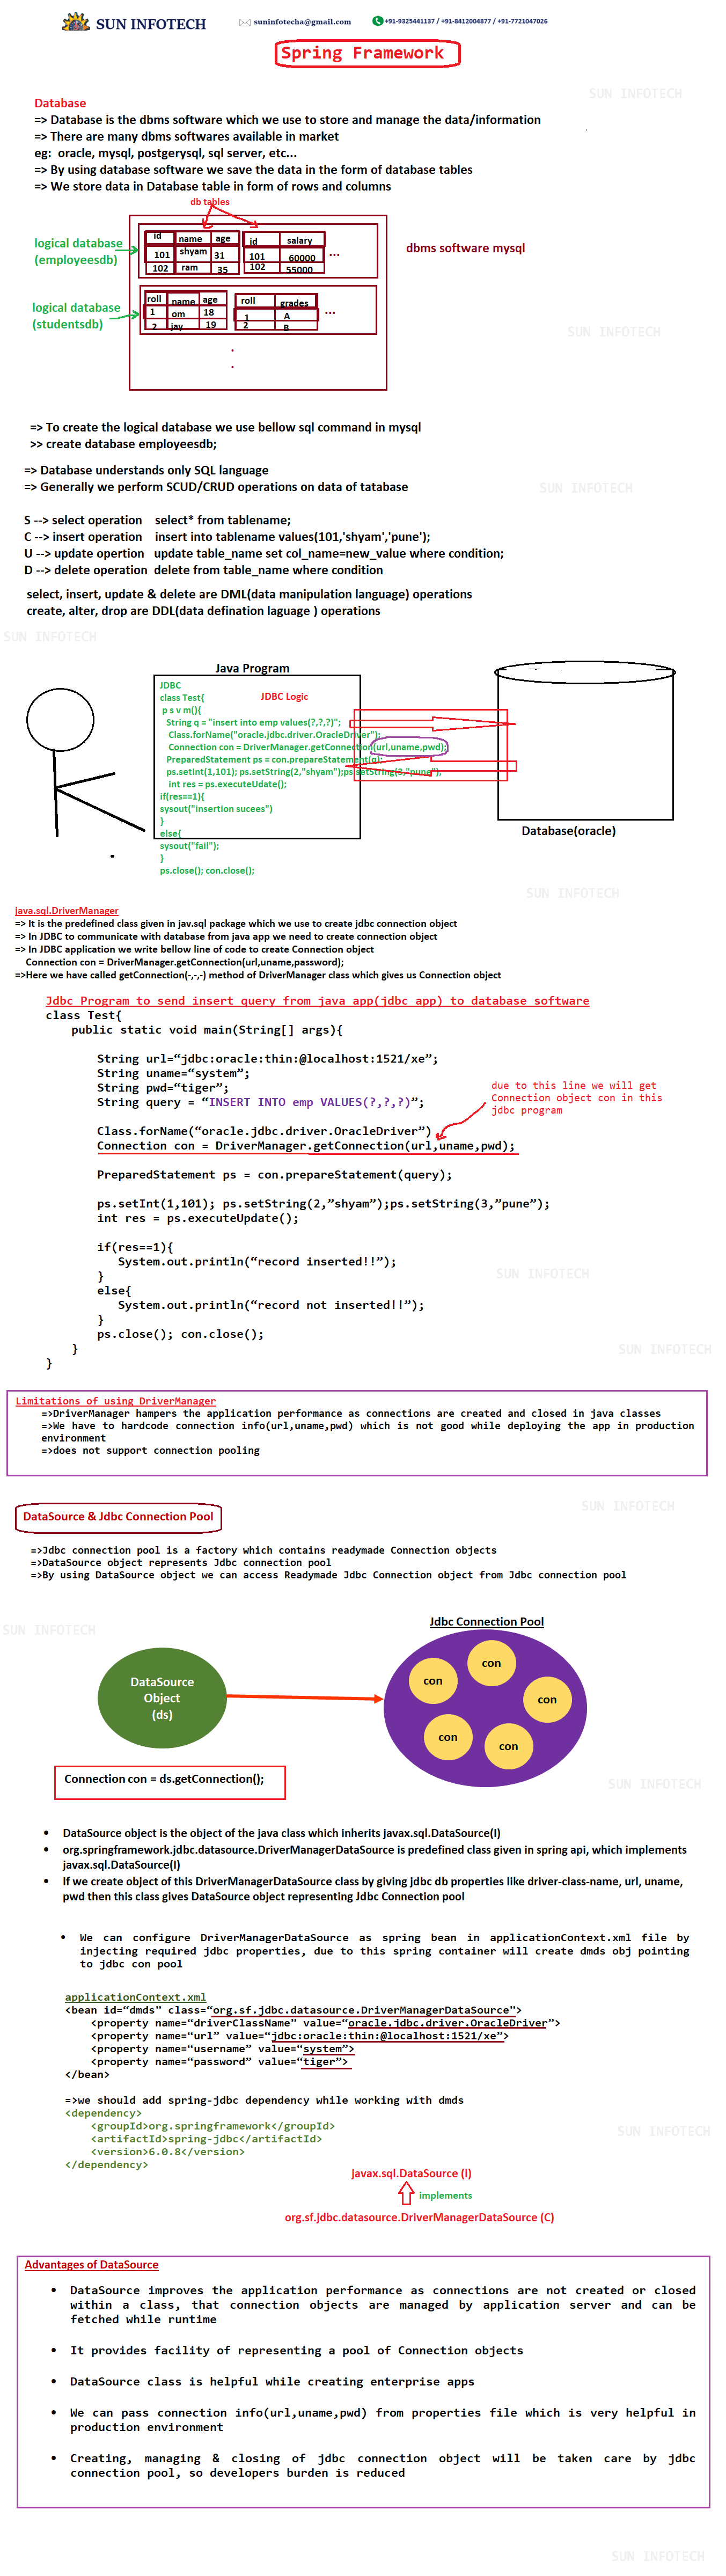 SUN INFOTECH
suninfotecha@gmail.com
+91-9325441137 / +91-8412004877 / +91-7721047026
Spring Framework
SUN INFOTECH
Database
=> Database is the dbms software which we use to store and manage the data/information
=> There are many dbms softwares available in market
eg: oracle, mysql, postgerysql, sql server, etc...
=> By using database software we save the data in the form of database tables
=> We store data in Database table in form of rows and columns
db tables
logical database
(employeesdb)
id name age
101 shyam 31
102 ram 35
id salary
101 60000
102 55000
...
dbms software mysql
logical database
(studentsdb)
roll name age
1 om 18
2 jay 19
roll grades
1 A
2 B
...
.
.
SUN INFOTECH
=> To create the logical database we use bellow sql command in mysql
>> create database employeesdb;
=> Database understands only SQL language
=> Generally we perform SCUD/CRUD operations on data of tatabase
SUN INFOTECH
S --> select operation select* from tablename;
C --> insert operation insert into tablename values(101,'shyam','pune');
U --> update opertion update table_name set col_name=new_value where condition;
D --> delete operation delete from table_name where condition
select, insert, update & delete are DML(data manipulation language) operations
create, alter, drop are DDL(data defination laguage ) operations
SUN INFOTECH
Java Program
JDBC
class Test{
JDBC Logic
p s v m(){
String q = "insert into emp values(?,?,?)";
Class.forName("oracle.jdbc.driver.OracleDriver");
Connection con = DriverManager.getConnection(url,uname,pwd);
PreparedStatement ps = con.prepareStatement(q);
ps.setInt(1,101); ps.setString(2,"shyam");ps.setString(3,"pune");
int res = ps.executeUdate();
if(res==1){
sysout("insertion sucees")
}
else{
sysout("fail");
}
ps.close(); con.close();
Database(oracle)
SUN INFOTECH
java.sql.DriverManager
=> It is the predefined class given in jav.sql package which we use to create jdbc connection object
=> In JDBC to communicate with database from java app we need to create connection object
=> In JDBC application we write bellow line of code to create Connection object
Connection con = DriverManager.getConnection(url,uname,password);
=>Here we have called getConnection(-,-,-) method of DriverManager class which gives us Connection object
Jdbc Program to send insert query from java app(jdbc app) to database software
class Test{
public static void main(String[] args){
String url=“jdbc:oracle:thin:@localhost:1521/xe”;
String uname=“system”;
String pwd=“tiger”;
String query = “INSERT INTO emp VALUES(?,?,?)”;
due to this line we will get
Connection object con in this
jdbc program
Class.forName(“oracle.jdbc.driver.OracleDriver”)
Connection con = DriverManager.getConnection(url,uname,pwd);
PreparedStatement ps = con.prepareStatement(query);
ps.setInt(1,101); ps.setString(2,”shyam”);ps.setString(3,”pune”);
int res = ps.executeUpdate();
if(res==1){
System.out.println(“record inserted!!”);
}
else{
System.out.println(“record not inserted!!”);
}
ps.close(); con.close();
}
}
SUN INFOTECH
SUN INFOTECH
Limitations of using DriverManager
=>DriverManager hampers the application performance as connections are created and closed in java classes
=>We have to hardcode connection info(url,uname,pwd) which is not good while deploying the app in production
environment
=>does not support connection pooling
SUN INFOTECH
DataSource & Jdbc Connection Pool
=>Jdbc connection pool is a factory which contains readymade Connection objects
=>DataSource object represents Jdbc connection pool
=>By using DataSource object we can access Readymade Jdbc Connection object from Jdbc connection pool
SUN INFOTECH
Jdbc Connection Pool
DataSource
Object
(ds)
con
con
con
con
con
Connection con = ds.getConnection();
SUN INFOTECH
• DataSource object is the object of the java class which inherits javax.sql.DataSource(I)
• org.springframework.jdbc.datasource.DriverManagerDataSource is predefined class given in spring api, which implements
javax.sql.DataSource(I)
• If we create object of this DriverManagerDataSource class by giving jdbc db properties like driver-class-name, url, uname,
pwd then this class gives DataSource object representing Jdbc Connection pool
• We can configure DriverManagerDataSource as spring bean in applicationContext.xml file by
injecting required jdbc properties, due to this spring container will create dmds obj pointing
to jdbc con pool
applicationContext.xml
<bean id=“dmds” class=“org.sf.jdbc.datasource.DriverManagerDataSource”>
<property name=“driverClassName” value=“oracle.jdbc.driver.OracleDriver”>
<property name=“url” value=“jdbc:oracle:thin:@localhost:1521/xe”>
<property name=“username” value=“system”>
<property name=“password” value=“tiger”>
</bean>
=>we should add spring-jdbc dependency while working with dmds
<dependency>
<groupId>org.springframework</groupId>
<artifactId>spring-jdbc</artifactId>
<version>6.0.8</version>
</dependency>
SUN INFOTECH
javax.sql.DataSource (I)
implements
org.sf.jdbc.datasource.DriverManagerDataSource (C)
Advantages of DataSource
• DataSource improves the application performance as connections are not created or closed
within a class, that connection objects are managed by application server and can be
fetched while runtime
• It provides facility of representing a pool of Connection objects
• DataSource class is helpful while creating enterprise apps
• We can pass connection info(url,uname,pwd) from properties file which is very helpful in
production environment
• Creating, managing & closing of jdbc connection object will be taken care by jdbc
connection pool, so developers burden is reduced
SUN INFOTECH